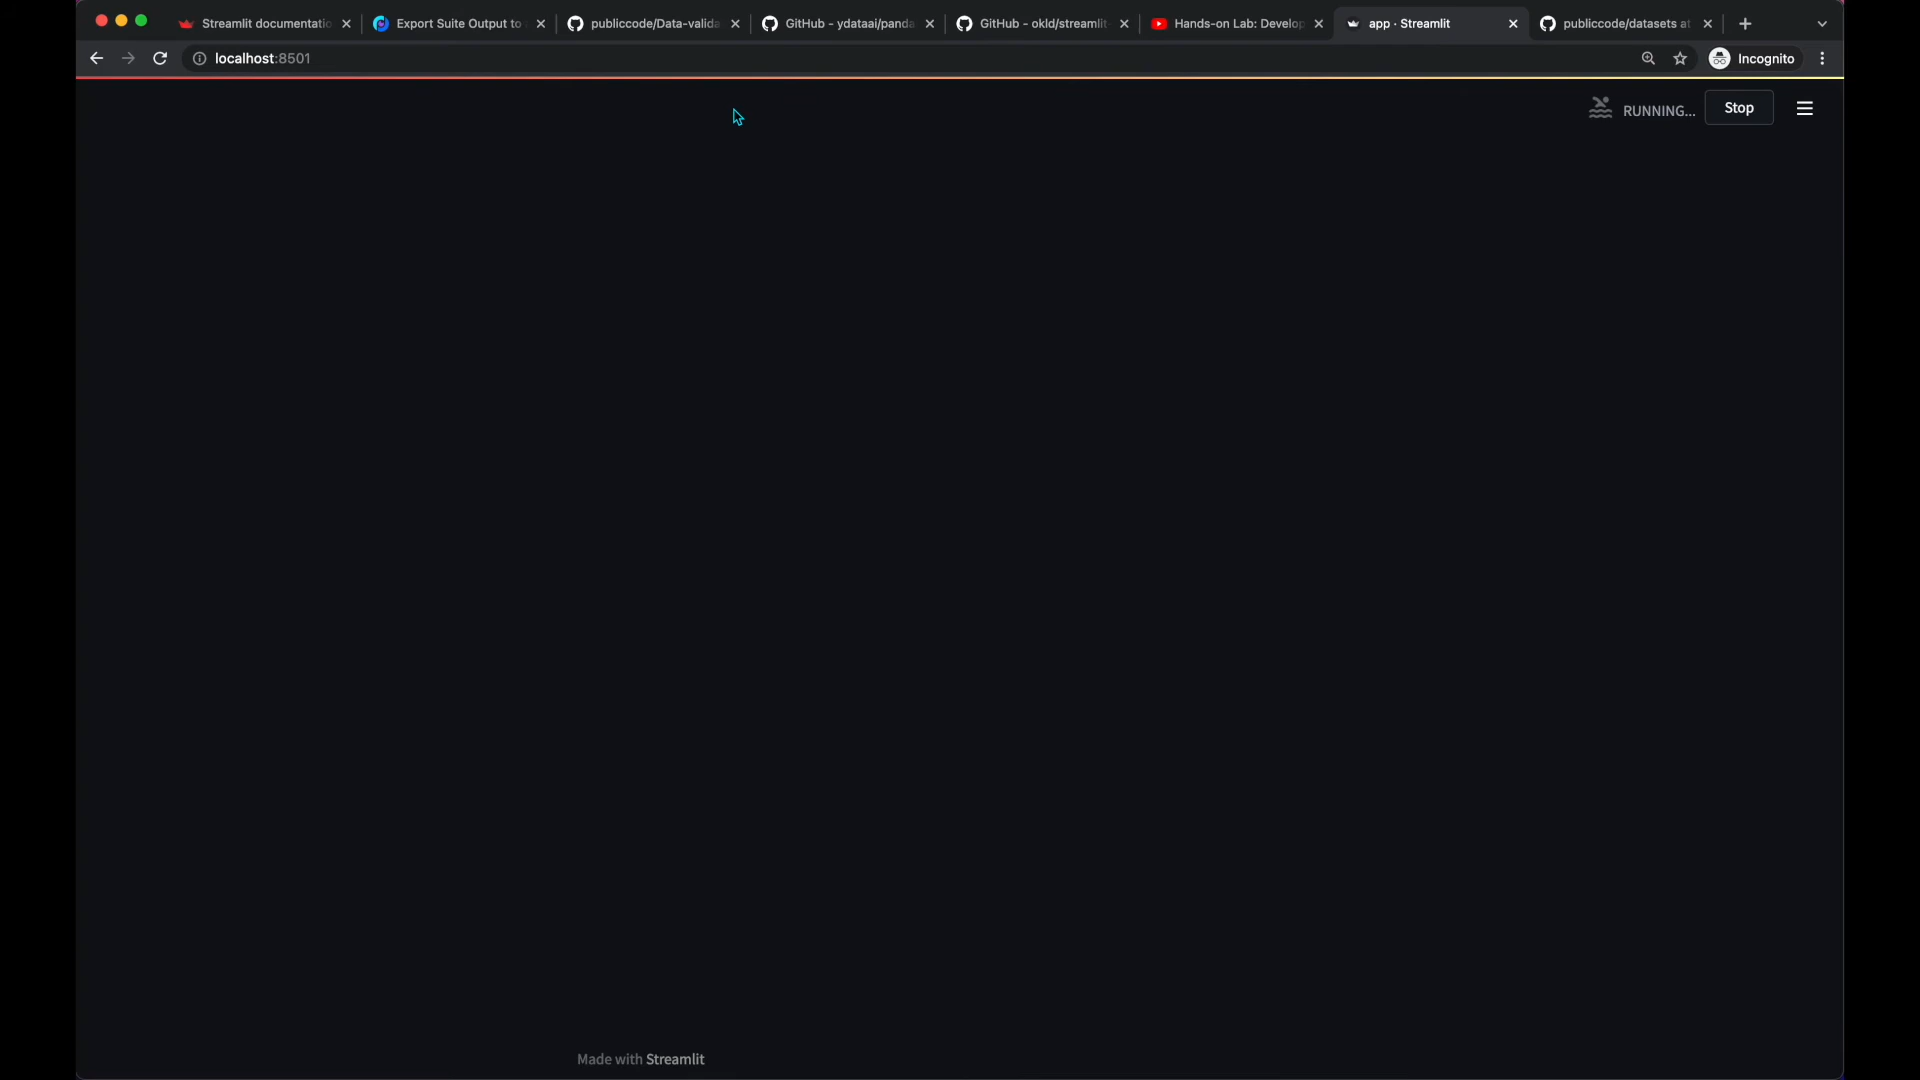 Streamlit documentatio
Export Suite Output to
publiccode/Data-valida
GitHub - ydataai/panda
GitHub - okld/streamlit-
Hands-on Lab: Develop
app · Streamlit
publiccode/datasets at
localhost:8501
Incognito
RUNNING...
Stop
Made with Streamlit